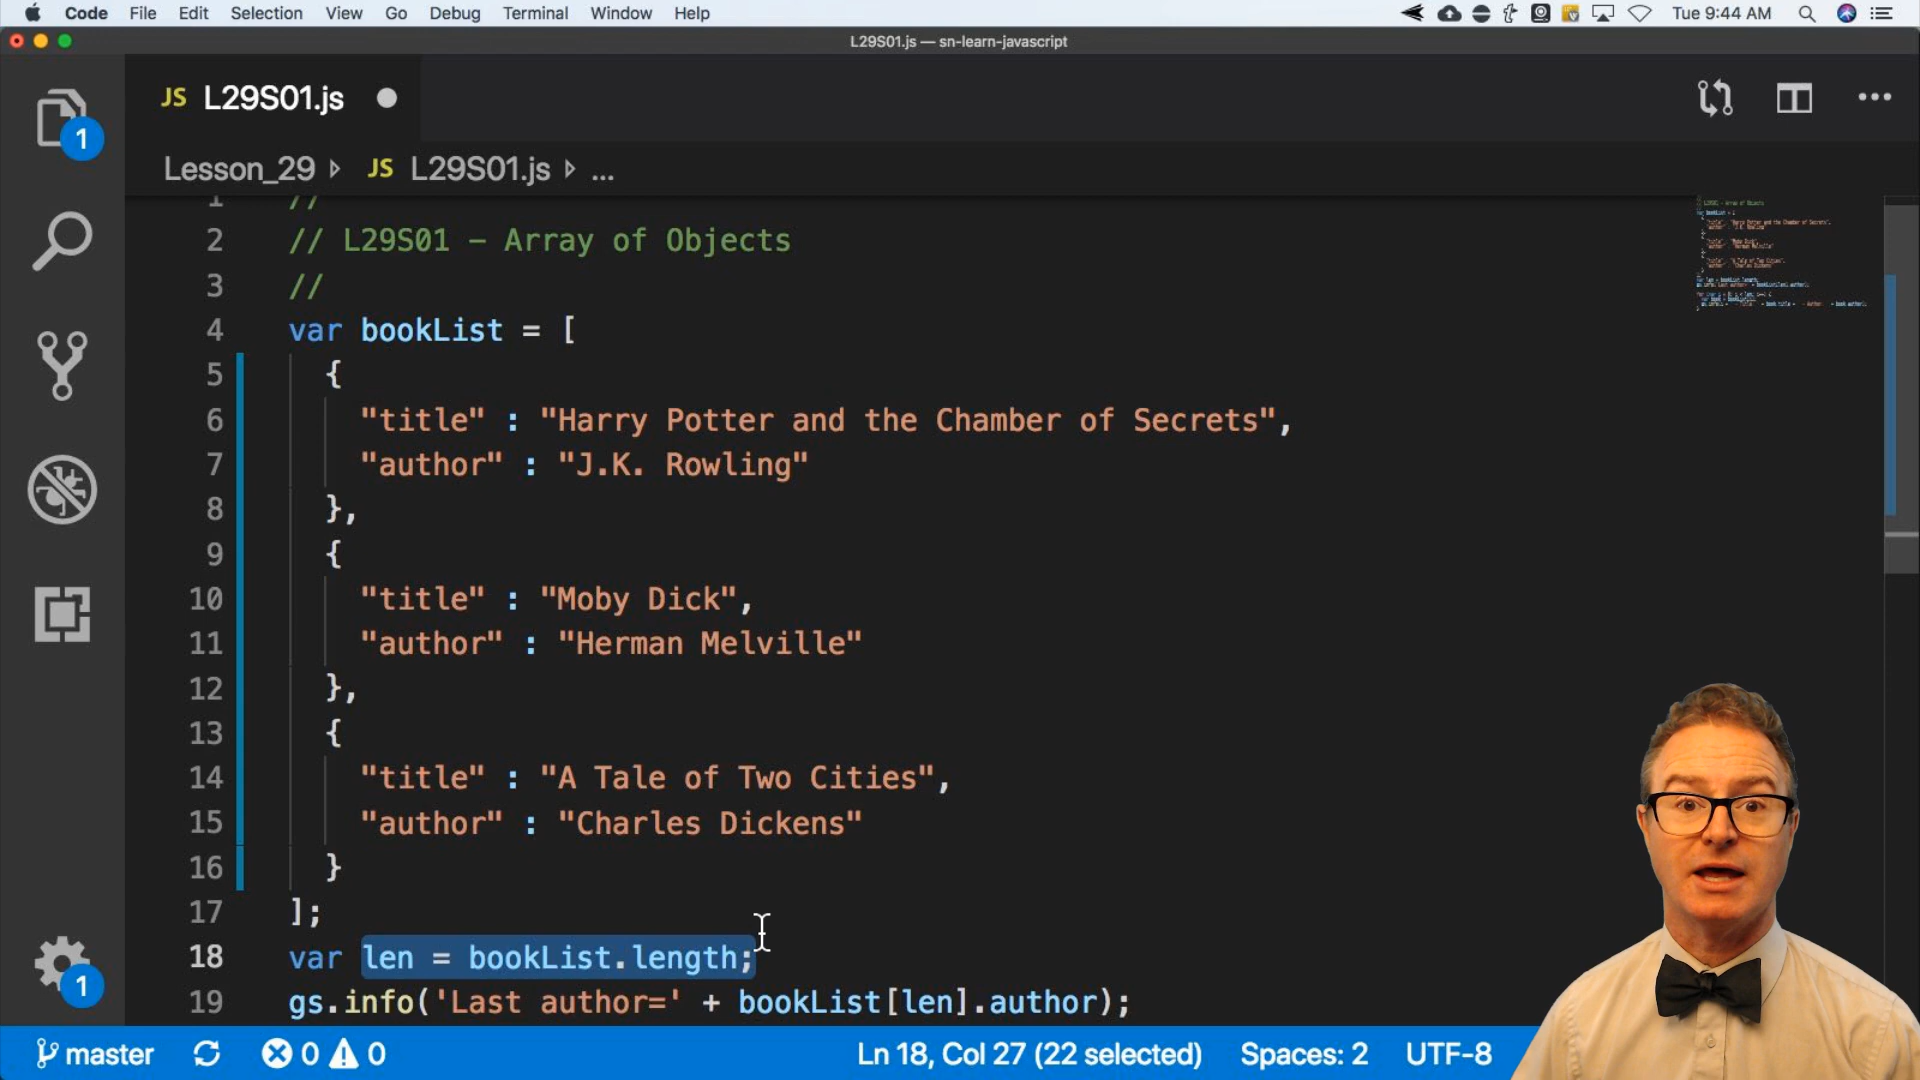 Code File Edit Selection View Go Debug Terminal Window Help Tue 9:44 AM
L29S01.js — sn-learn-javascript
JS L29S01.js
1
Lesson_29 JS L29S01.js ...
1 //
2 // L29S01 - Array of Objects
3 //
4 var bookList = [
5 {
6 "title" : "Harry Potter and the Chamber of Secrets",
7 "author" : "J.K. Rowling"
8 },
9 {
10 "title" : "Moby Dick",
11 "author" : "Herman Melville"
12 },
13 {
14 "title" : "A Tale of Two Cities",
15 "author" : "Charles Dickens"
16 }
17 ];
18 var len = bookList.length;
1
19 gs.info('Last author=' + bookList[len].author);
master 0 0 Ln 18, Col 27 (22 selected) Spaces: 2 UTF-8